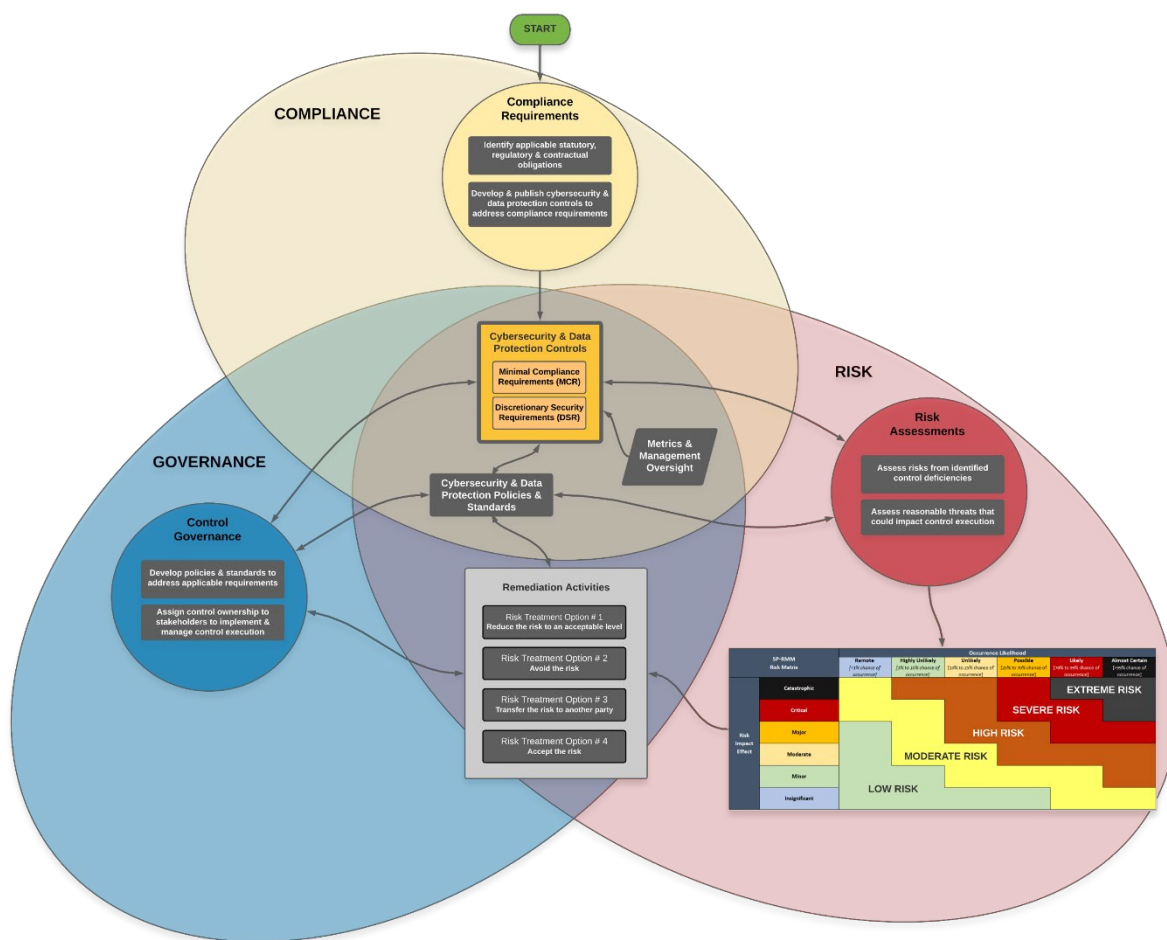 START
COMPLIANCE
Compliance
Requirements
Identify applicable statutory,
regulatory & contractual
obligations
Develop & publish cybersecurity &
data protection controls to
address compliance requirements
Cybersecurity & Data
Protection Controls
Minimal Compliance
Requirements (MCR)
Discretionary Security
Requirements (DSR)
Metrics &
Management
Oversight
Cybersecurity & Data
Protection Policies &
Standards
RISK
Risk
Assessments
Assess risks from identified
control deficiencies
Assess reasonable threats that
could impact control execution
GOVERNANCE
Control
Governance
Develop policies & standards to
address applicable requirements
Assign control ownership to
stakeholders to implement &
manage control execution
Remediation Activities
Risk Treatment Option # 1
Reduce the risk to an acceptable level
Risk Treatment Option # 2
Avoid the risk
Risk Treatment Option # 3
Transfer the risk to another party
Risk Treatment Option # 4
Accept the risk
SP-RMM
Risk Matrix
Occurrence Likelihood
Remote
Highly Unlikely
Unlikely
Possible
Likely
Almost Certain
Risk
Impact
Effect
Catastrophic
Critical
Major
Moderate
Minor
Insignificant
EXTREME RISK
SEVERE RISK
HIGH RISK
MODERATE RISK
LOW RISK